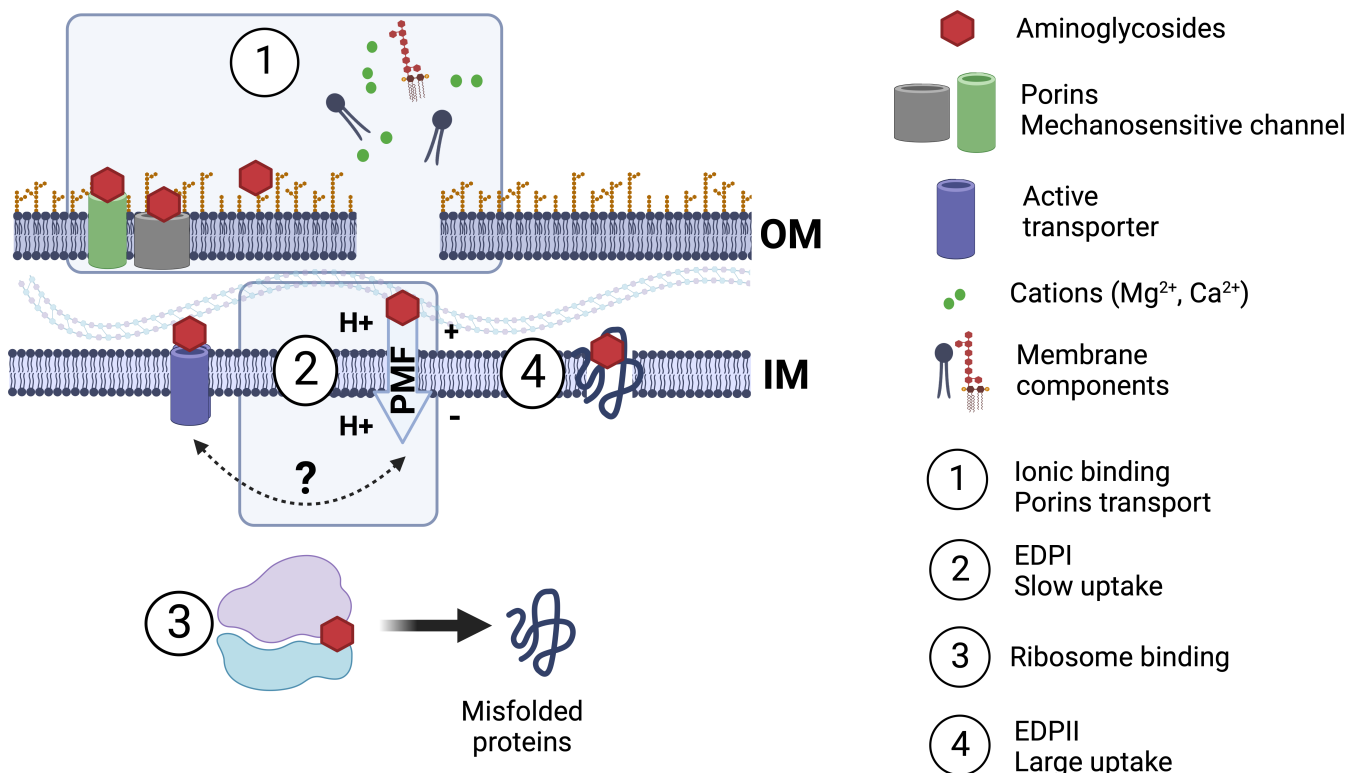 1
OM
H+
+
2
PMF
4
IM
H+
-
?
3
Misfolded
proteins
Aminoglycosides
Porins
Mechanosensitive channel
Active
transporter
Cations (Mg²⁺, Ca²⁺)
Membrane
components
1
Ionic binding
Porins transport
2
EDPI
Slow uptake
3
Ribosome binding
4
EDPII
Large uptake